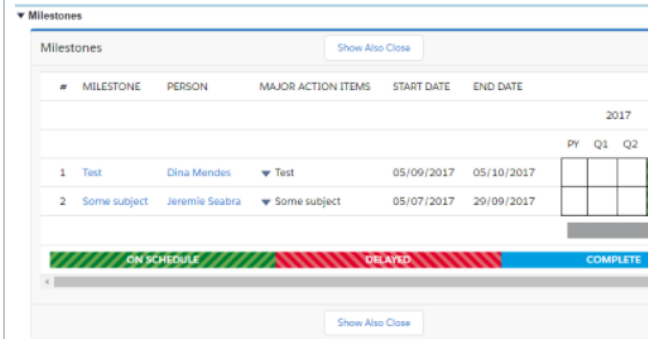 Milestones
Milestones Show Also Close
# MILESTONE PERSON MAJOR ACTION ITEMS START DATE END DATE
2017
PY Q1 Q2
1 Test Dina Mendes Test 05/09/2017 05/10/2017
2 Some subject Jeremie Seabra Some subject 05/07/2017 29/09/2017
ON SCHEDULE DELAYED COMPLETE
Show Also Close